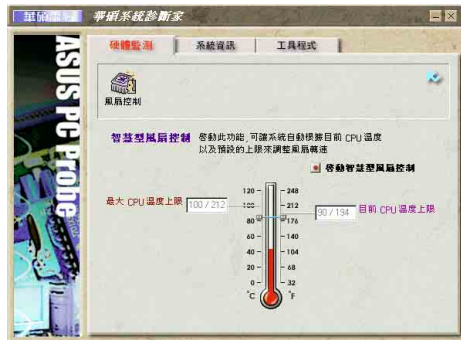 華碩系統診斷家
ASUS PC Probe
硬體監測
系統資訊
工具程式
風扇控制
智慧型風扇控制
啓動此功能,可讓系統自動根據目前 CPU 溫度
以及預設的上限來調整風扇轉速
啓動智慧型風扇控制
最大 CPU 溫度上限
100 / 212
90 / 194
目前 CPU 溫度上限
120
248
100
212
80
176
60
140
40
104
20
68
0
32
°C
°F